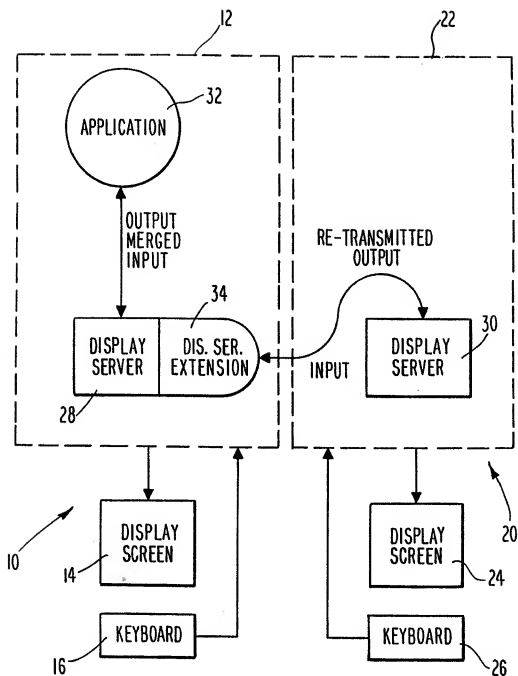 12
22
32
APPLICATION
OUTPUT
MERGED
INPUT
RE-TRANSMITTED
OUTPUT
34
DISPLAY
SERVER
28
DIS. SER.
EXTENSION
INPUT
DISPLAY
SERVER
30
DISPLAY
SCREEN
14
10
DISPLAY
SCREEN
24
20
KEYBOARD
16
KEYBOARD
26